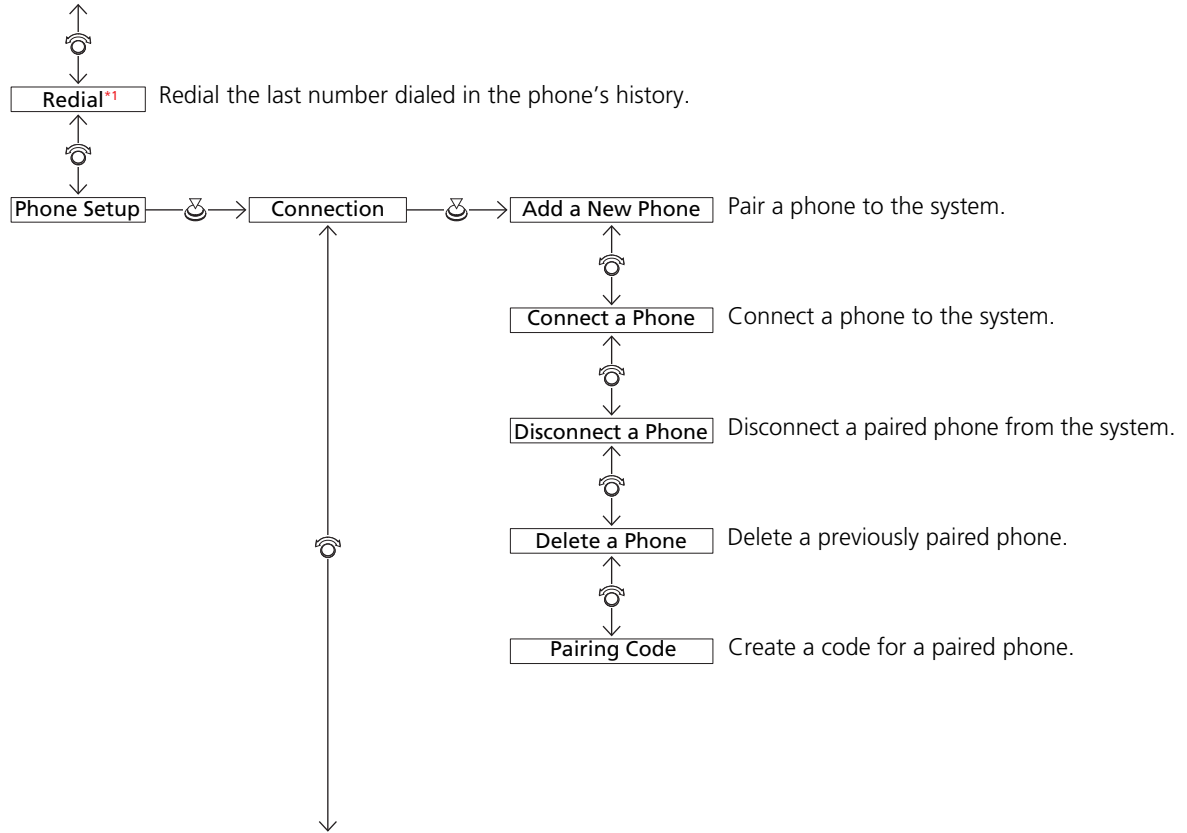 Redial*1 Redial the last number dialed in the phone's history.
Phone Setup Connection Add a New Phone Pair a phone to the system.
Connect a Phone Connect a phone to the system.
Disconnect a Phone Disconnect a paired phone from the system.
Delete a Phone Delete a previously paired phone.
Pairing Code Create a code for a paired phone.